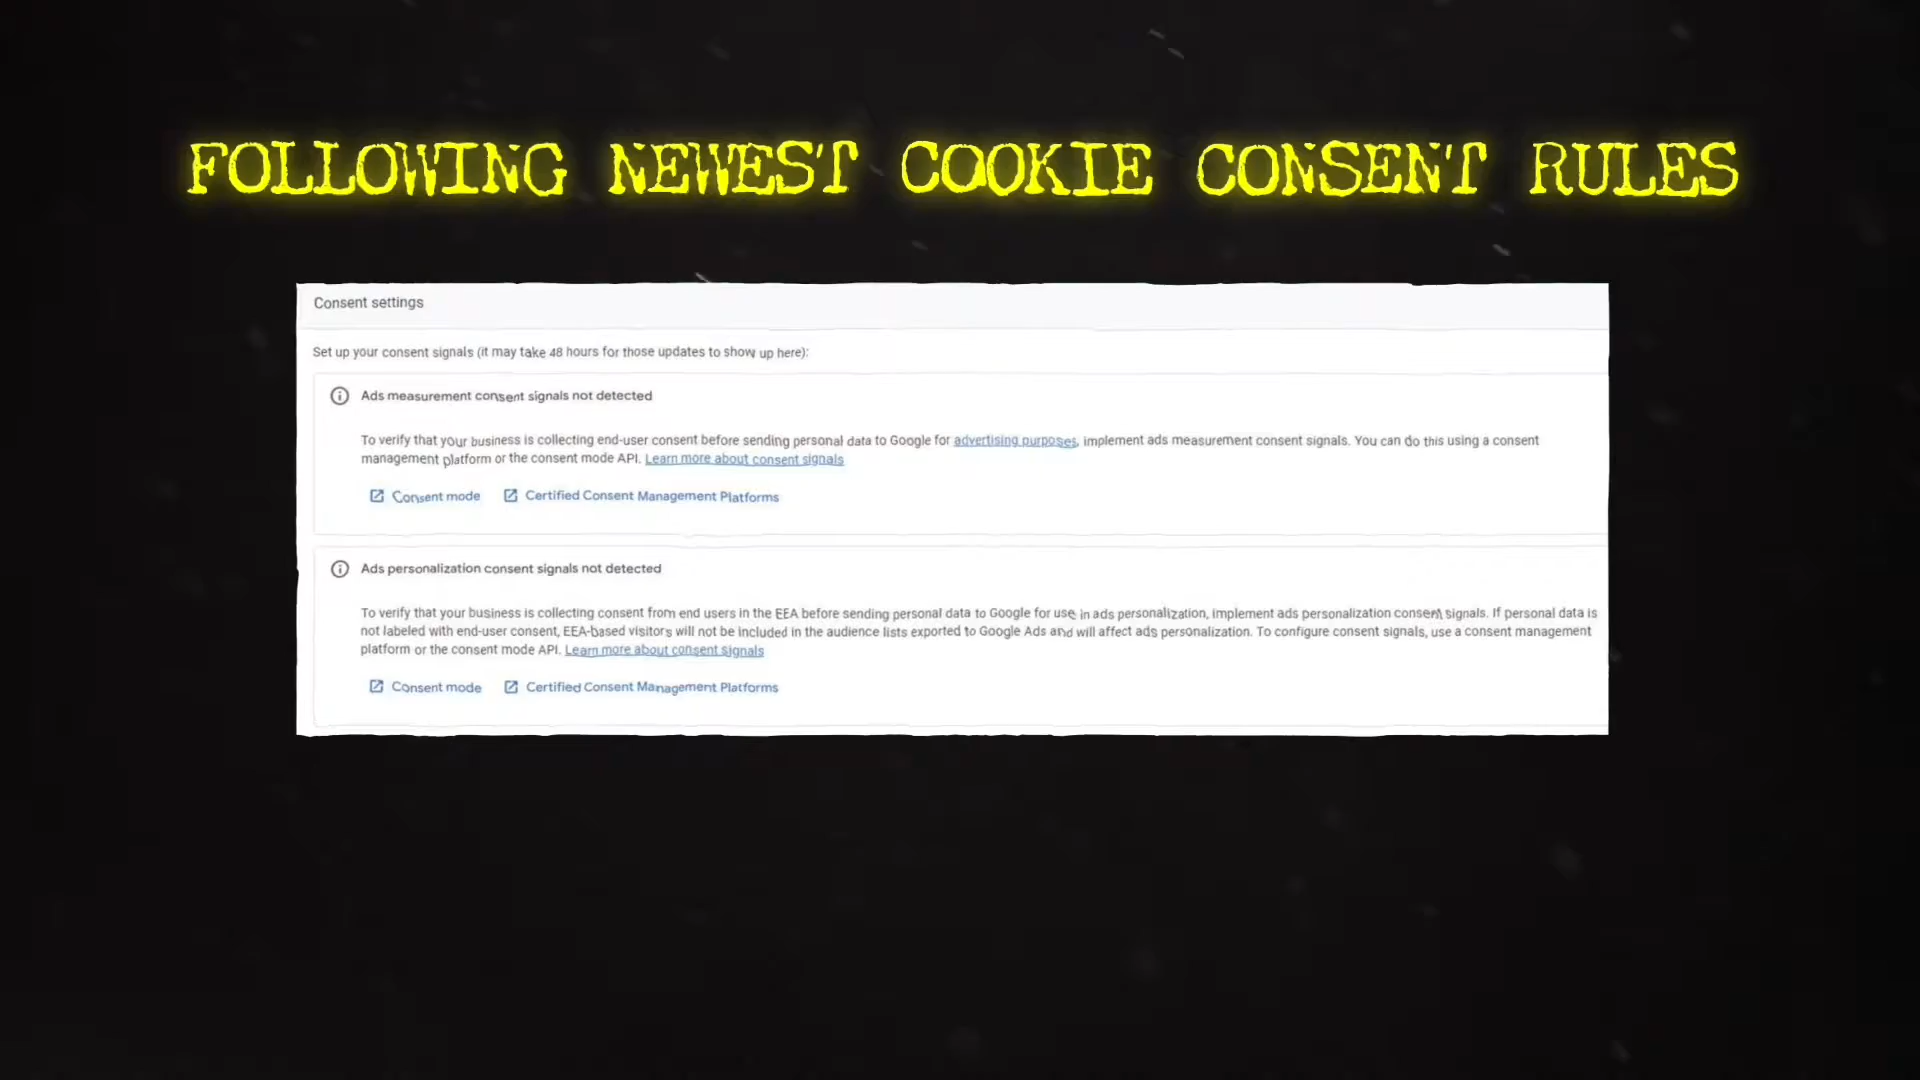 FOLLOWING NEWEST COOKIE CONSENT RULES
Consent settings
Set up your consent signals (it may take 48 hours for those updates to show up here):
Ads measurement consent signals not detected
To verify that your business is collecting end-user consent before sending personal data to Google for advertising purposes, implement ads measurement consent signals. You can do this using a consent
management platform or the consent mode API. Learn more about consent signals
Consent mode Certified Consent Management Platforms
Ads personalization consent signals not detected
To verify that your business is collecting consent from end users in the EEA before sending personal data to Google for use in ads personalization, implement ads personalization consent signals. If personal data is
not labeled with end-user consent, EEA-based visitors will not be included in the audience lists exported to Google Ads and will affect ads personalization. To configure consent signals, use a consent management
platform or the consent mode API. Learn more about consent signals
Consent mode Certified Consent Management Platforms